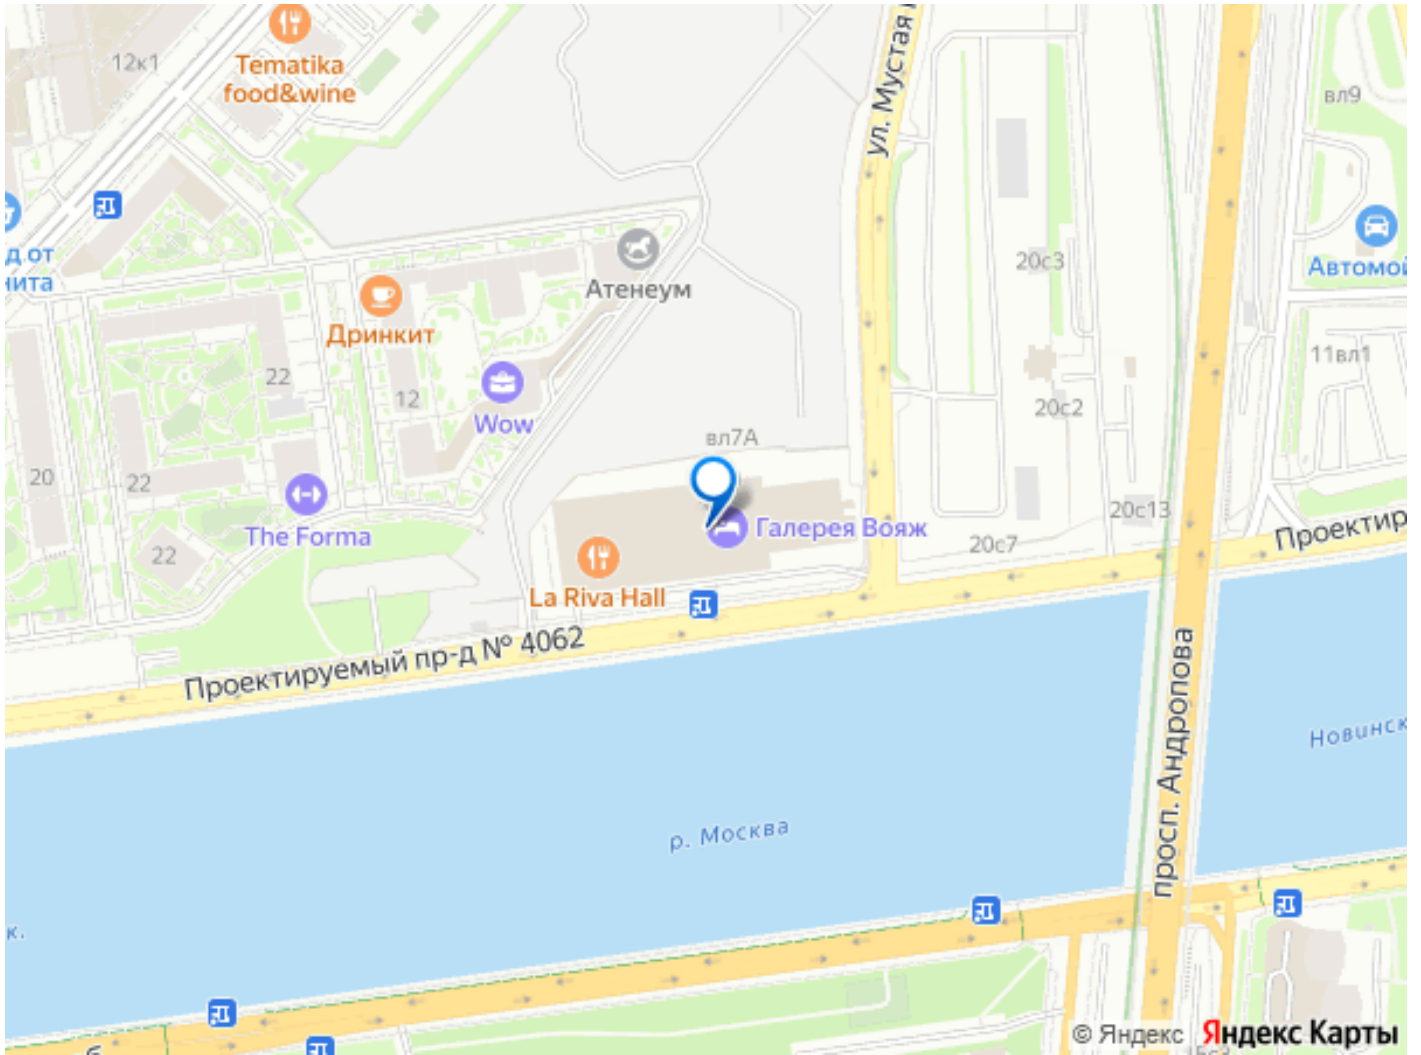 12к1
Tematika
food&wine
ул. Мустая
вл9
д от
нита
Атенеум
20с3
Автомой
Дринкит
22
12
Wow
20с2
11вл1
вл7А
20
22
The Forma
22
Галерея Вояж
20с7
20с13
Проектир
La Riva Hall
Проектируемый пр-д № 4062
просп. Андропова
Новинск
р. Москва
к.
© Яндекс
Яндекс Карты